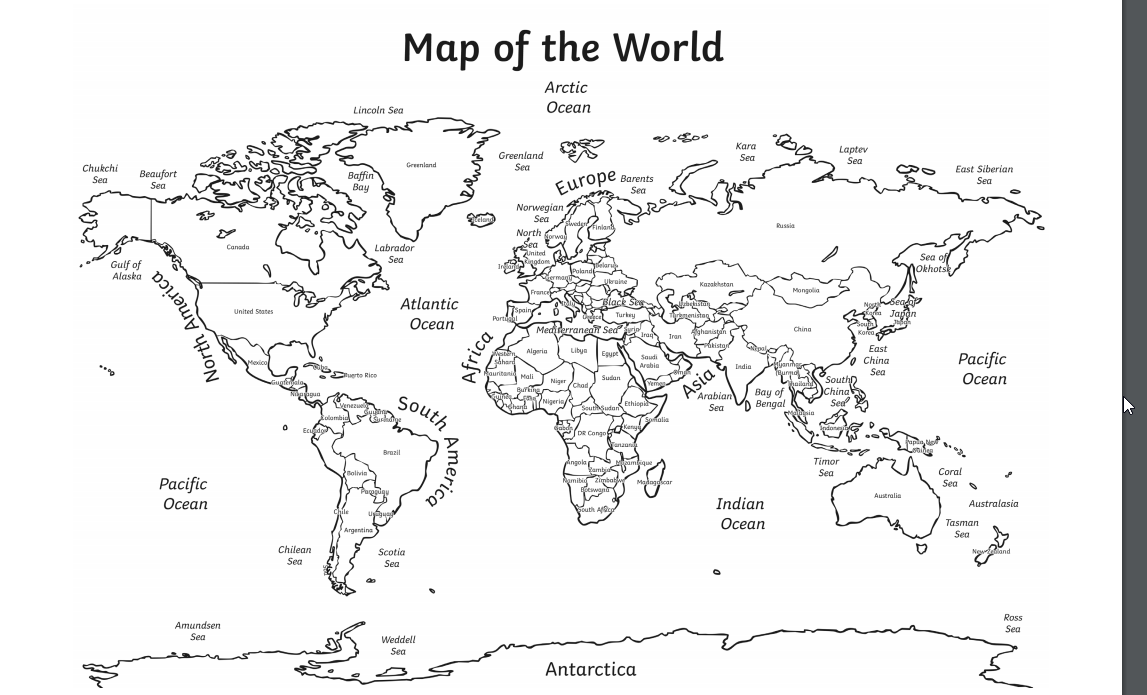 Map of the World
Arctic
Ocean
Lincoln Sea
Greenland
Greenland
Sea
Kara
Sea
Laptev
Sea
Chukchi
Sea
Beaufort
Sea
Baffin
Bay
Europe
Barents
Sea
East Siberian
Sea
Iceland
Norwegian
Sea
Sweden
Finland
Norway
Russia
North
Sea
Canada
Labrador
Sea
United
Kingdom
Ireland
Gulf of
Alaska
Sea of
Okhotsk
Germany
Poland
Belarus
Ukraine
France
Kazakhstan
Mongolia
North America
Atlantic
Ocean
United States
Black Sea
Italy
Spain
Portugal
Greece
Turkey
Uzbekistan
Turkmenistan
North
Korea
Sea of
Japan
Japan
South
Korea
China
Mediterranean Sea
Syria
Iraq
Iran
Afghanistan
Pakistan
Nepal
East
China
Sea
Pacific
Ocean
Africa
Western
Sahara
Algeria
Libya
Egypt
Saudi
Arabia
Oman
Yemen
Asia
India
Myanmar
(Burma)
Thailand
Mexico
Cuba
Puerto Rico
Guatemala
Nicaragua
Mauritania
Mali
Niger
Chad
Sudan
Burkina
Faso
Guinea
Ghana
Nigeria
Ethiopia
South Sudan
Somalia
Arabian
Sea
Bay of
Bengal
South
China
Sea
Malaysia
Indonesia
Papua New
Guinea
South America
Venezuela
Guyana
Suriname
Colombia
Ecuador
Brazil
Bolivia
Paraguay
Chile
Uruguay
Argentina
Gabon
DR Congo
Kenya
Tanzania
Angola
Zambia
Mozambique
Namibia
Zimbabwe
Botswana
Madagascar
South Africa
Timor
Sea
Coral
Sea
Australia
Australasia
Pacific
Ocean
Indian
Ocean
Tasman
Sea
New Zealand
Chilean
Sea
Scotia
Sea
Amundsen
Sea
Weddell
Sea
Ross
Sea
Antarctica